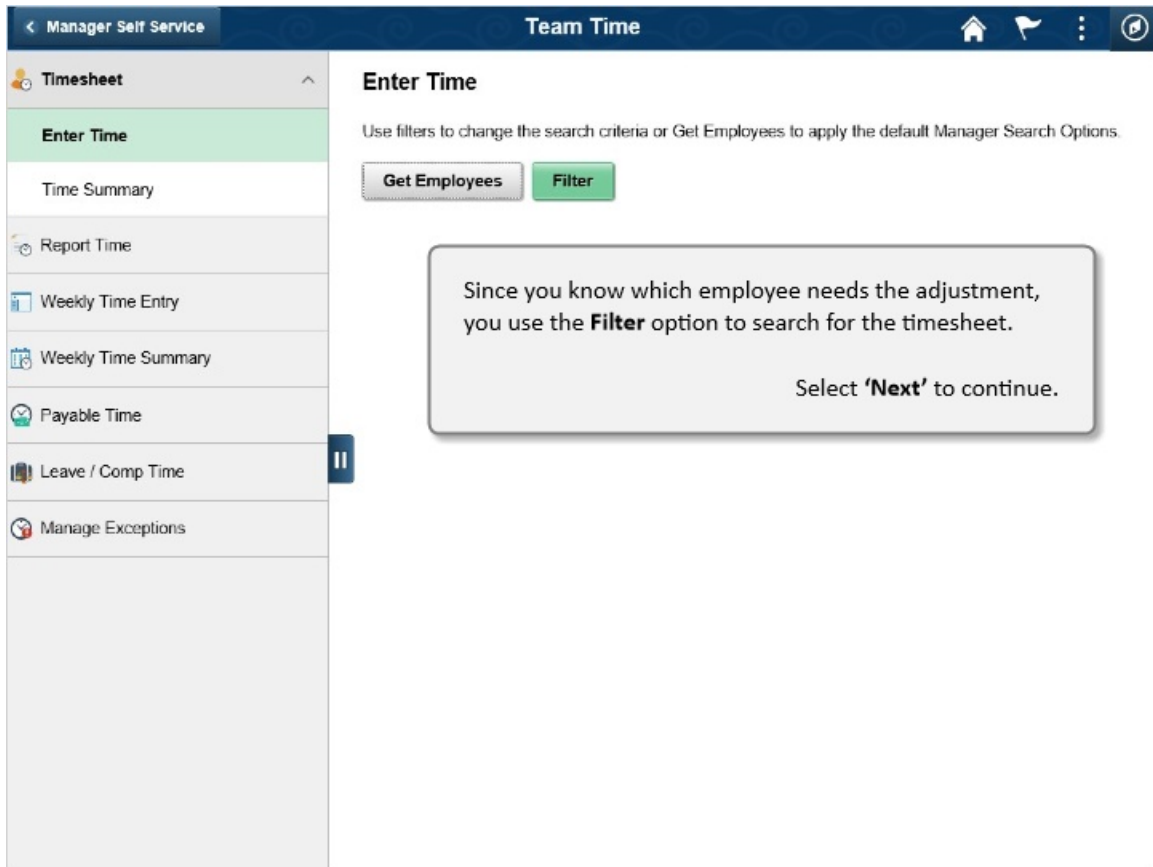 Manager Self Service
Team Time
Timesheet
Enter Time
Time Summary
Report Time
Weekly Time Entry
Weekly Time Summary
Payable Time
Leave / Comp Time
Manage Exceptions
Enter Time
Use filters to change the search criteria or Get Employees to apply the default Manager Search Options.
Get Employees Filter
Since you know which employee needs the adjustment,
you use the Filter option to search for the timesheet.
Select ‘Next’ to continue.